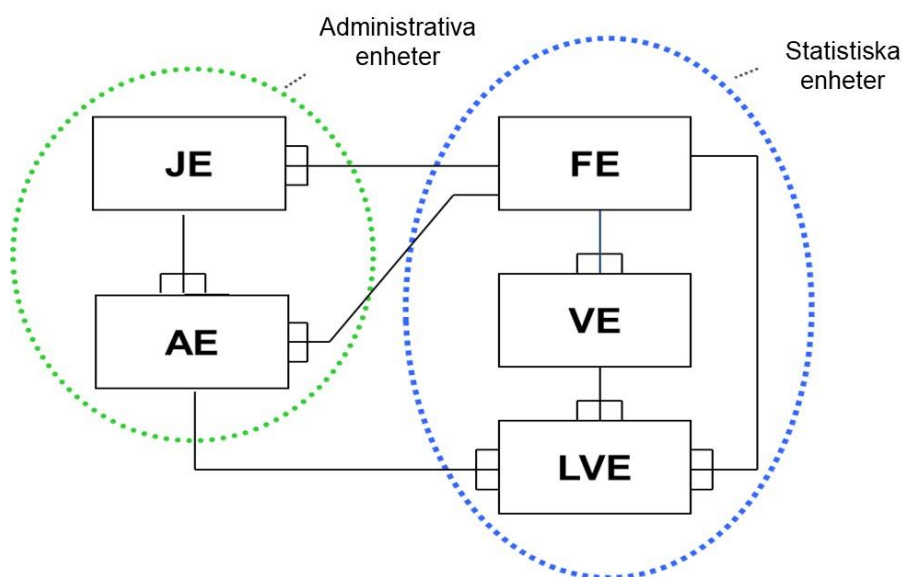 Administrativa
enheter
Statistiska
enheter
JE
FE
AE
VE
LVE